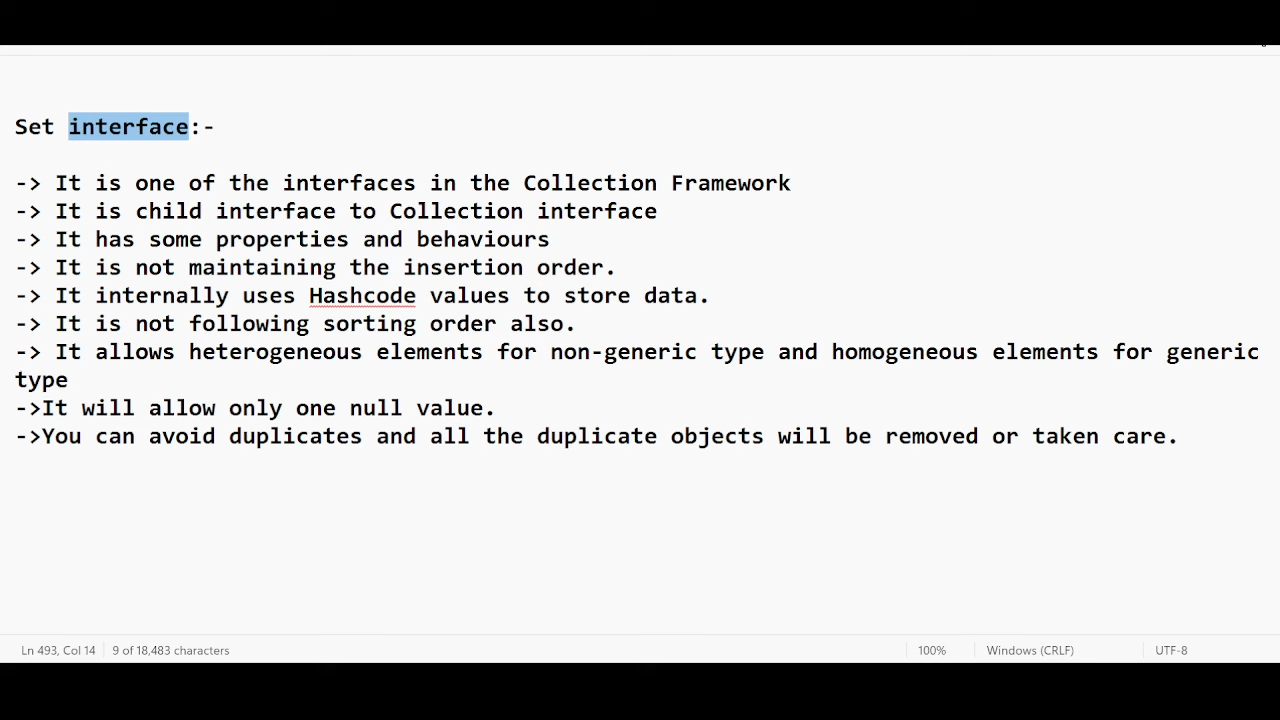 Set interface:-
-> It is one of the interfaces in the Collection Framework
-> It is child interface to Collection interface
-> It has some properties and behaviours
-> It is not maintaining the insertion order.
-> It internally uses Hashcode values to store data.
-> It is not following sorting order also.
-> It allows heterogeneous elements for non-generic type and homogeneous elements for generic
type
->It will allow only one null value.
->You can avoid duplicates and all the duplicate objects will be removed or taken care.
Ln 493, Col 14 9 of 18,483 characters 100% Windows (CRLF) UTF-8